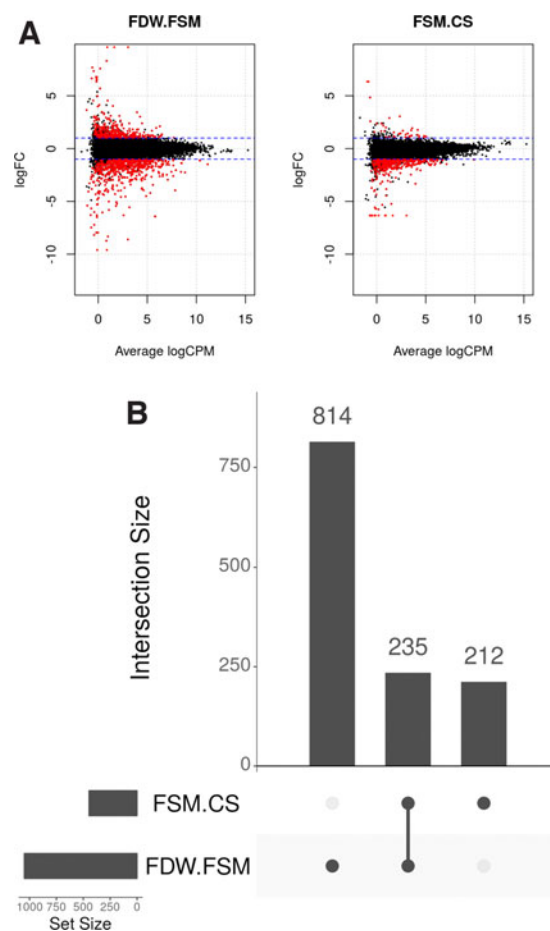 A
FDW.FSM
FSM.CS
logFC
5
0
-5
-10
0 5 10 15
Average logCPM
logFC
5
0
-5
-10
0 5 10 15
Average logCPM
B
Intersection Size
750
500
250
0
814
235
212
FSM.CS
FDW.FSM
1000 750 500 250 0
Set Size